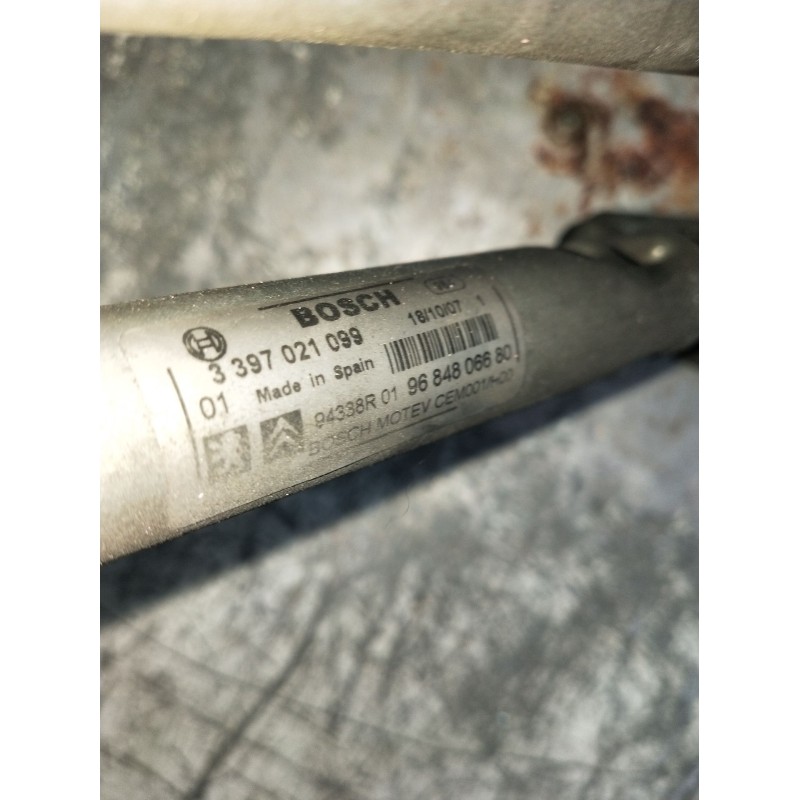 BOSCH
3 397 021 099 18/10/07 1
01 Made in Spain
94338R 01 96 848 066 80
BOSCH MOTEV CEM001/H00